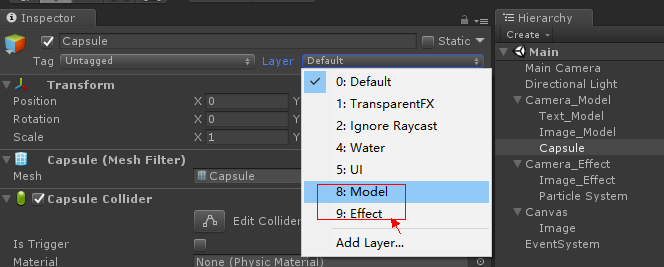 Inspector
Capsule
Static
Tag Untagged Layer Default
Transform
Position X 0 Y
Rotation X 0 Y
Scale X 1 Y
Capsule (Mesh Filter)
Mesh Capsule
Capsule Collider
Edit Collider
Is Trigger
Material None (Physic Material)
0: Default
1: TransparentFX
2: Ignore Raycast
4: Water
5: UI
8: Model
9: Effect
Add Layer...
Hierarchy
Create
Main
Main Camera
Directional Light
Camera_Model
Text_Model
Image_Model
Capsule
Camera_Effect
Image_Effect
Particle System
Canvas
Image
EventSystem